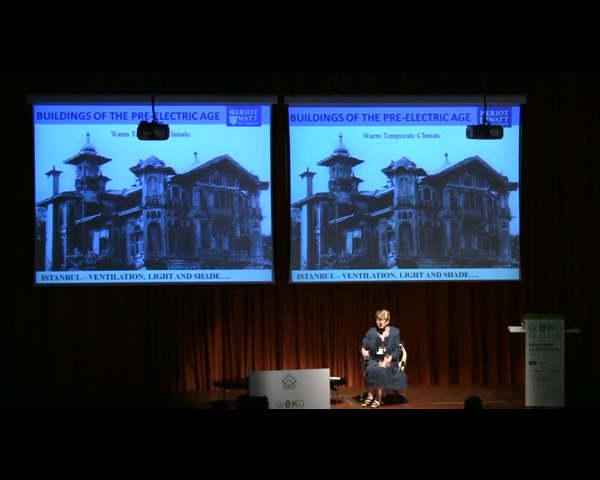 BUILDINGS OF THE PRE-ELECTRIC AGE
HERIOT
WATT
Warm Temperate Climate
ISTANBUL – VENTILATION, LIGHT AND SHADE....
BUILDINGS OF THE PRE-ELECTRIC AGE
HERIOT
WATT
Warm Temperate Climate
ISTANBUL – VENTILATION, LIGHT AND SHADE....